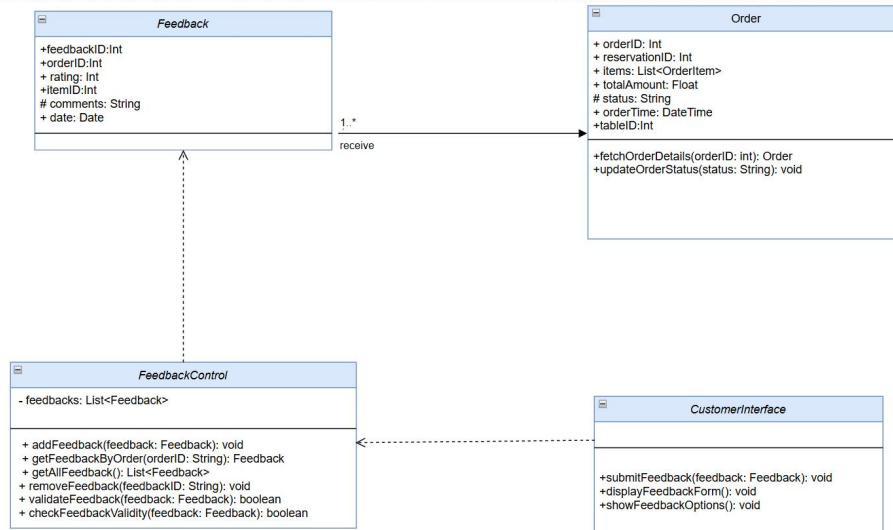 Feedback
+feedbackID:Int
+orderID:Int
+ rating: Int
+itemID:Int
# comments: String
+ date: Date
1..*
receive
Order
+ orderID: Int
+ reservationID: Int
+ items: List<OrderItem>
+ totalAmount: Float
# status: String
+ orderTime: DateTime
+tableID:Int
+fetchOrderDetails(orderID: int): Order
+updateOrderStatus(status: String): void
FeedbackControl
- feedbacks: List<Feedback>
+ addFeedback(feedback: Feedback): void
+ getFeedbackByOrder(orderID: String): Feedback
+ getAllFeedback(): List<Feedback>
+ removeFeedback(feedbackID: String): void
+ validateFeedback(feedback: Feedback): boolean
+ checkFeedbackValidity(feedback: Feedback): boolean
CustomerInterface
+submitFeedback(feedback: Feedback): void
+displayFeedbackForm(): void
+showFeedbackOptions(): void